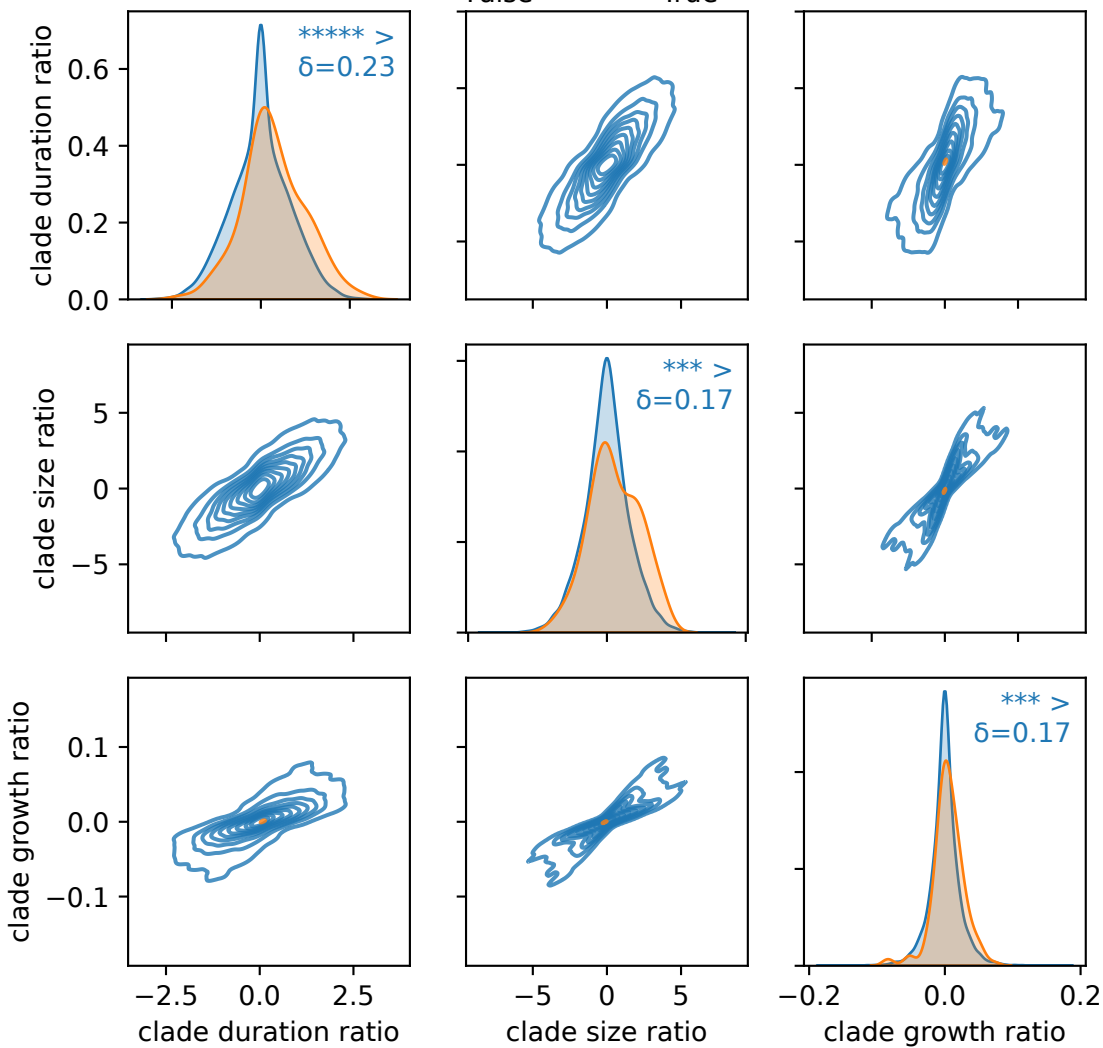 clade duration ratio
0.6
0.4
0.2
0.0
***** >
δ=0.23
clade size ratio
5
0
−5
*** >
δ=0.17
clade growth ratio
0.1
0.0
−0.1
*** >
δ=0.17
−2.5 0.0 2.5
−5 0 5
−0.2 0.0 0.2
clade duration ratio
clade size ratio
clade growth ratio